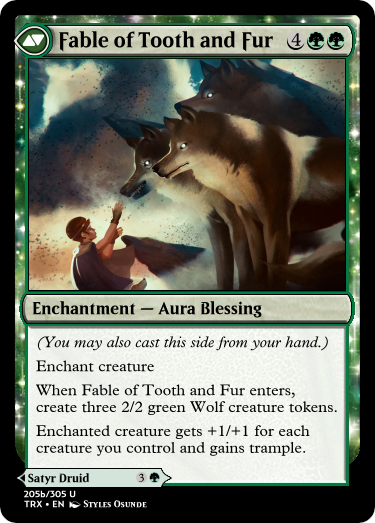 Fable of Tooth and Fur 4
Enchantment — Aura Blessing
(You may also cast this side from your hand.)
Enchant creature
When Fable of Tooth and Fur enters,
create three 2/2 green Wolf creature tokens.
Enchanted creature gets +1/+1 for each
creature you control and gains trample.
Satyr Druid 3
205b/305 U
TRX • EN Styles Osunde